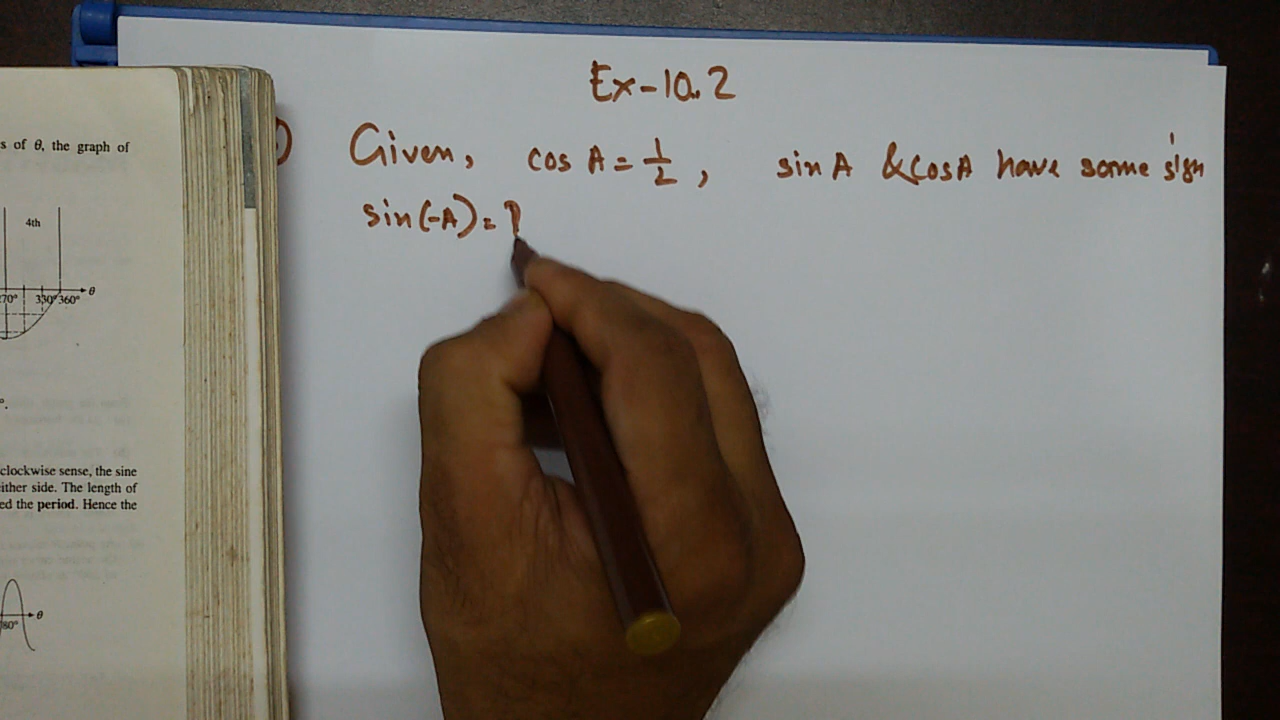 Ex-10.2
s of θ, the graph of
Given, cos A = 1/2, sin A & cos A have same sign
sin(-A) = ?
4th
70° 330° 360° θ
°.
clockwise sense, the sine
either side. The length of
ed the period. Hence the
θ
80°